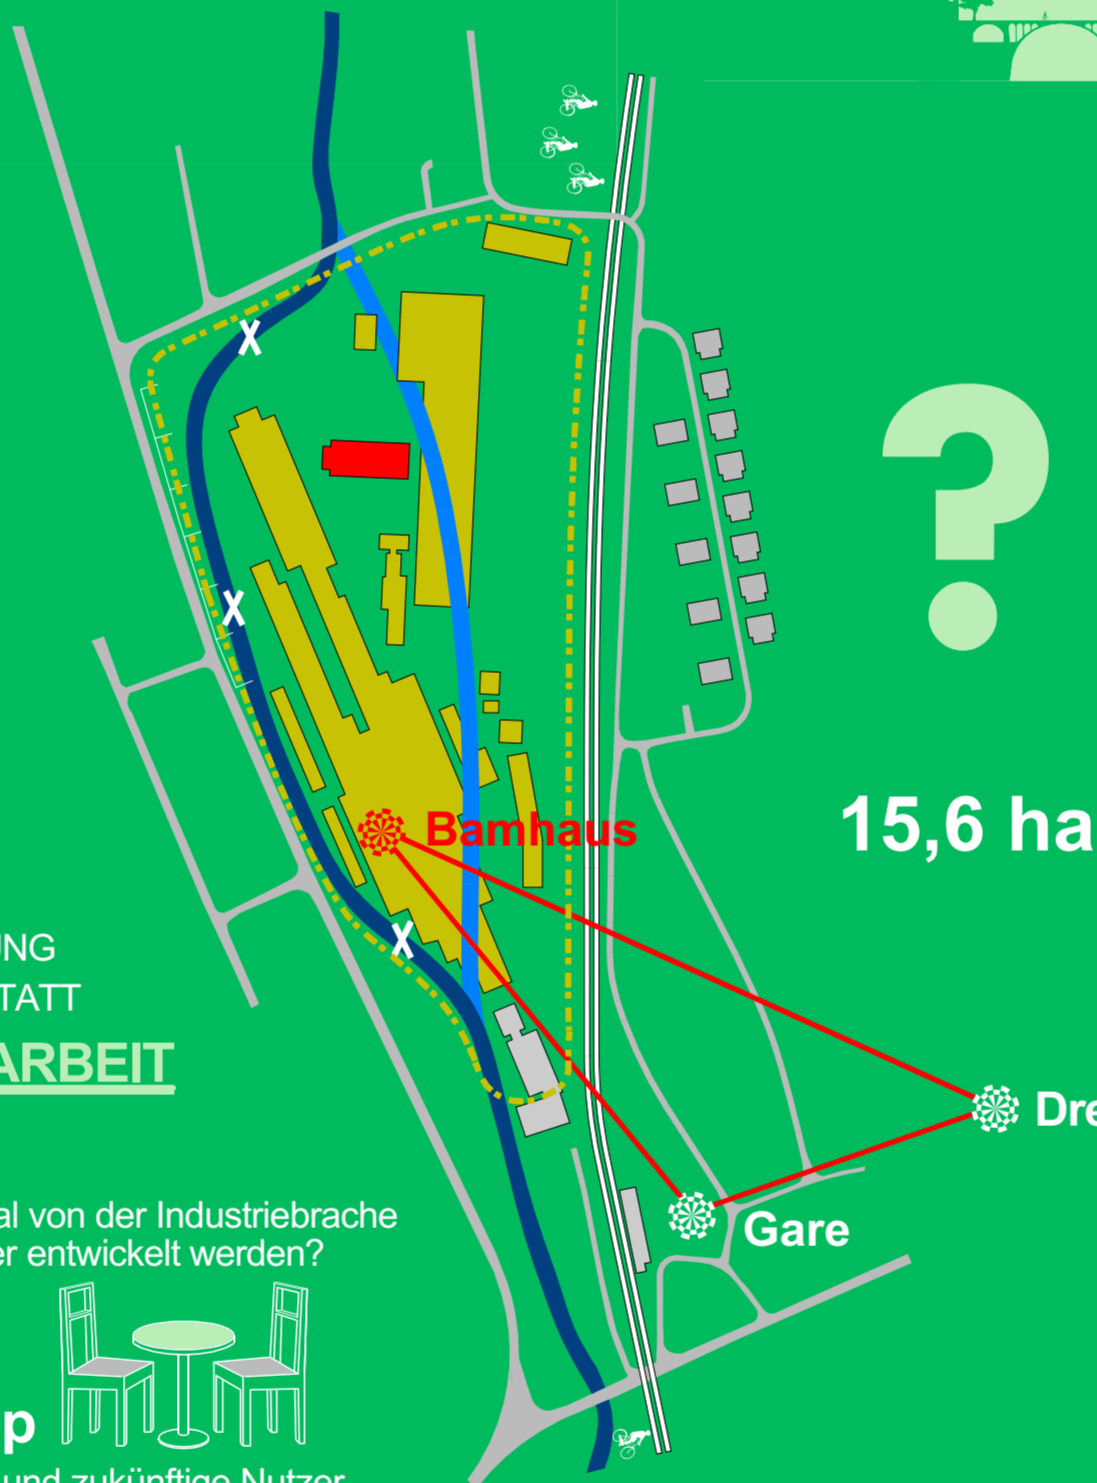 ?
Bamhaus
15,6 ha
UNG
TATT
ARBEIT
Dre
al von der Industriebrache
er entwickelt werden?
Gare
p
und zukünftige Nutzer